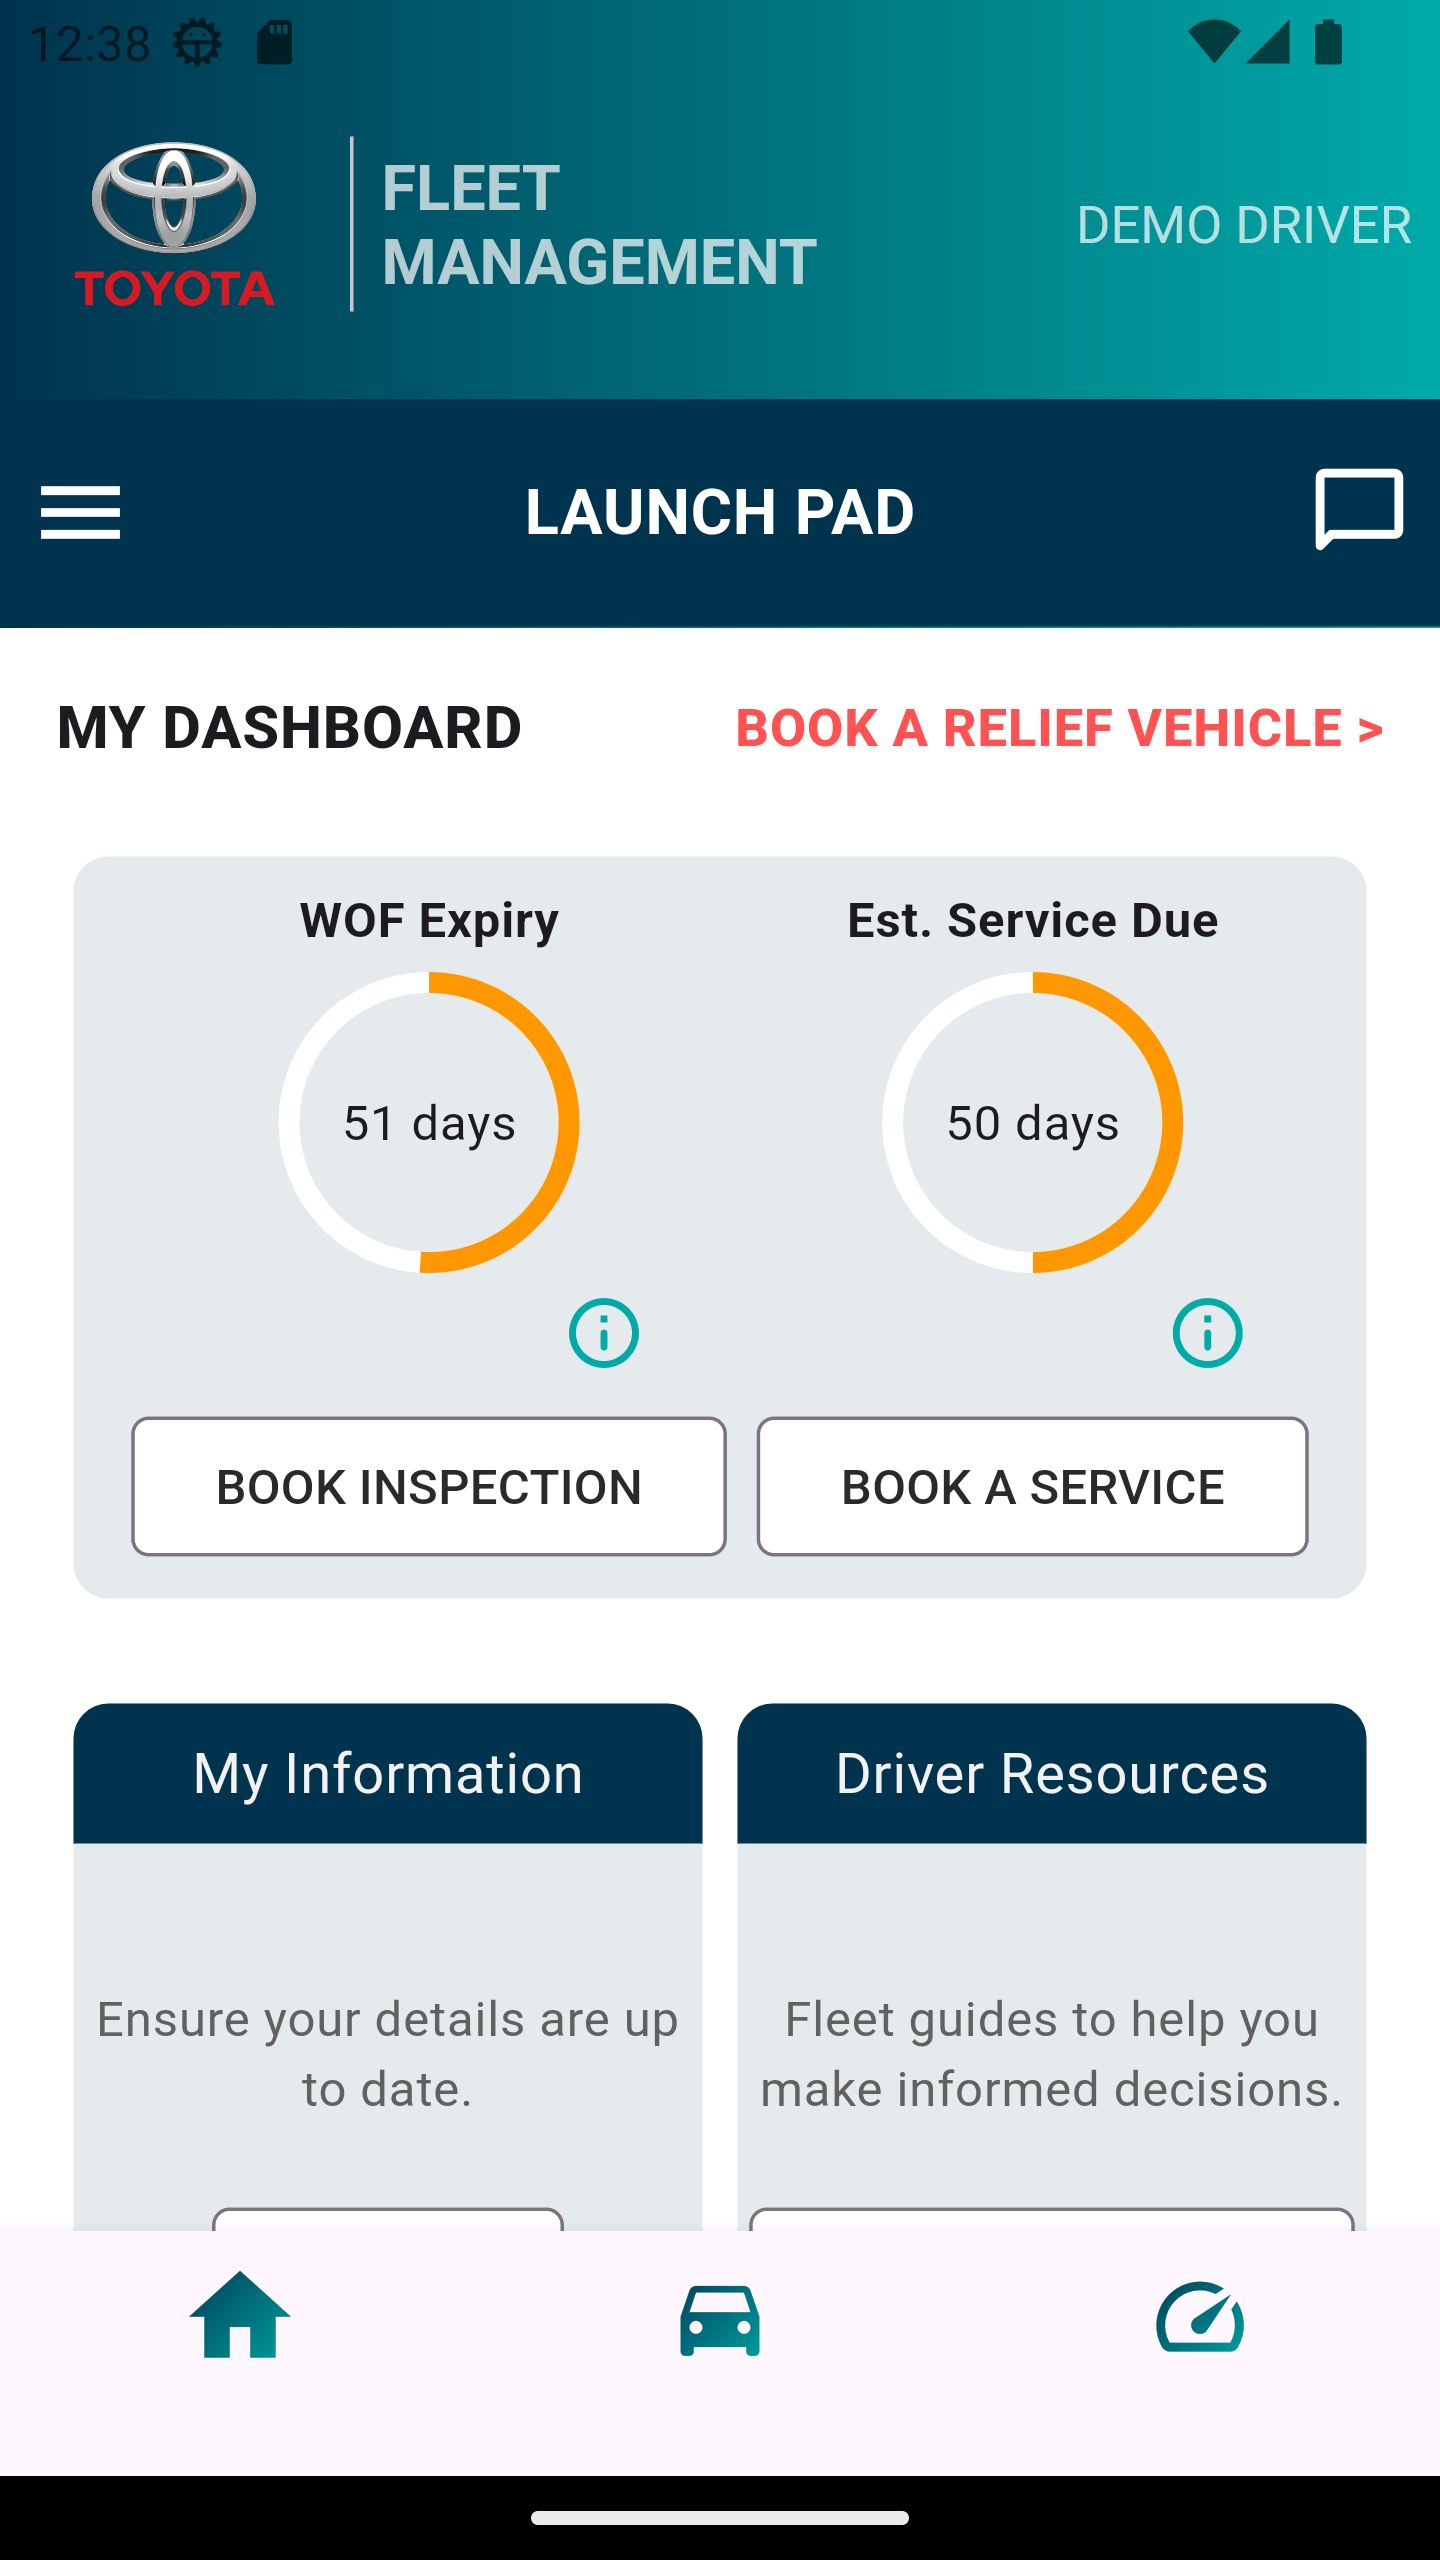 12:38
FLEET
MANAGEMENT
TOYOTA
DEMO DRIVER
LAUNCH PAD
MY DASHBOARD
BOOK A RELIEF VEHICLE >
WOF Expiry
Est. Service Due
51 days
50 days
BOOK INSPECTION
BOOK A SERVICE
My Information
Driver Resources
Ensure your details are up
to date.
Fleet guides to help you
make informed decisions.